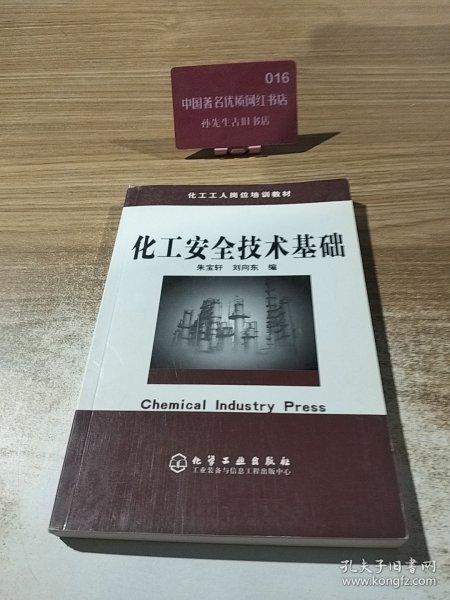 016
中国著名优质网红书店
孙先生古旧书店
化工工人岗位培训教材
化工安全技术基础
朱宝轩 刘向东 编
Chemical Industry Press
化学工业出版社
工业装备与信息工程出版中心
孔夫子旧书网
www.kongfz.com